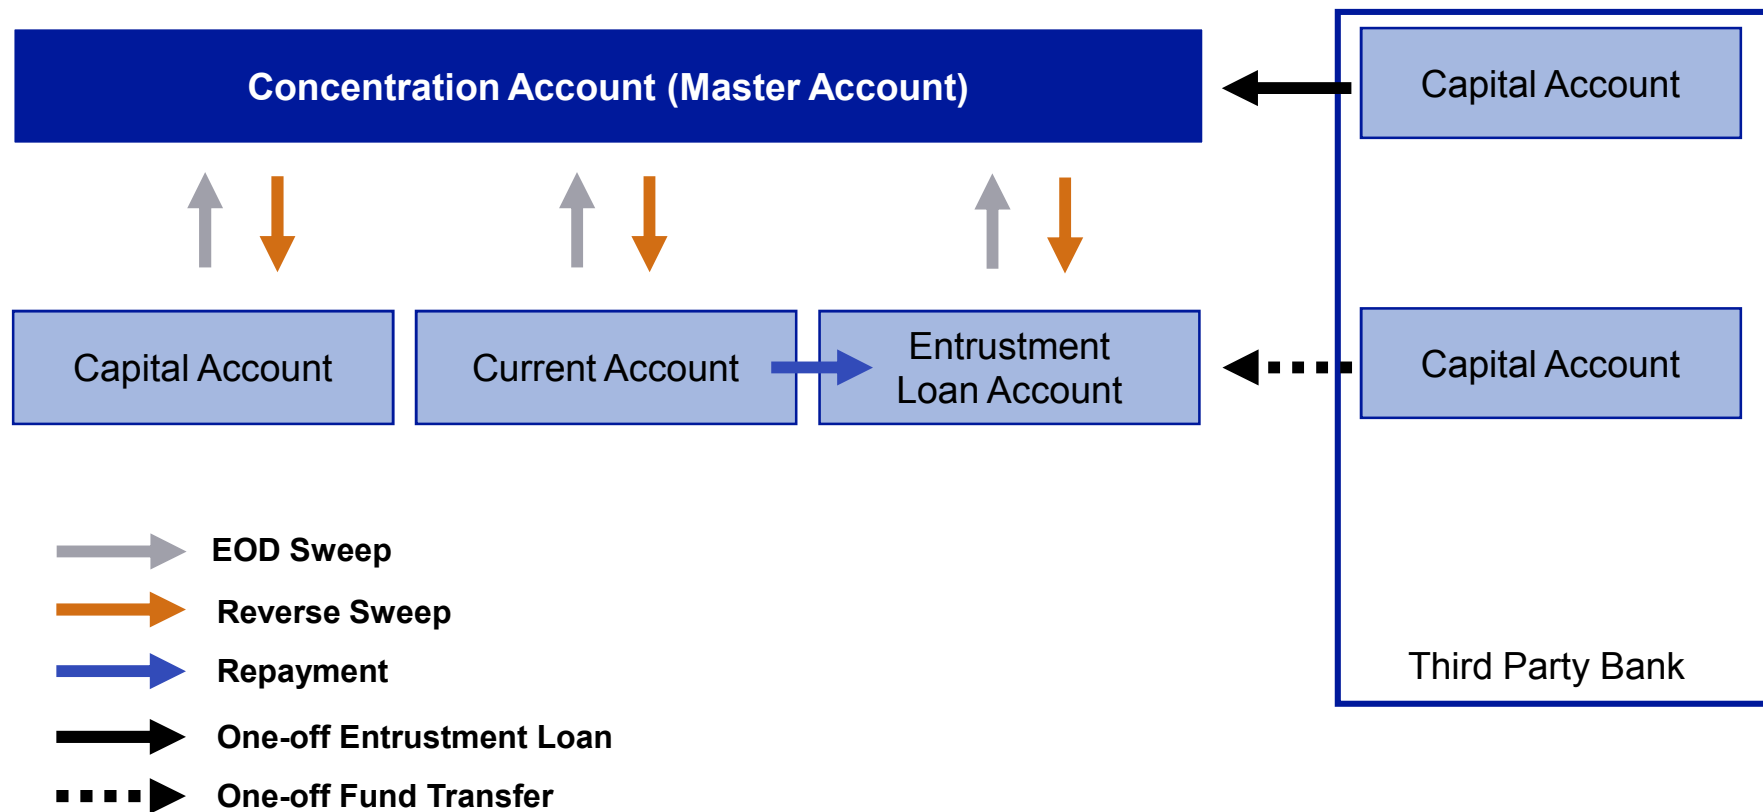 Concentration Account (Master Account)
Capital Account
Capital Account
Current Account
Entrustment
Loan Account
Capital Account
EOD Sweep
Reverse Sweep
Repayment
One-off Entrustment Loan
One-off Fund Transfer
Third Party Bank